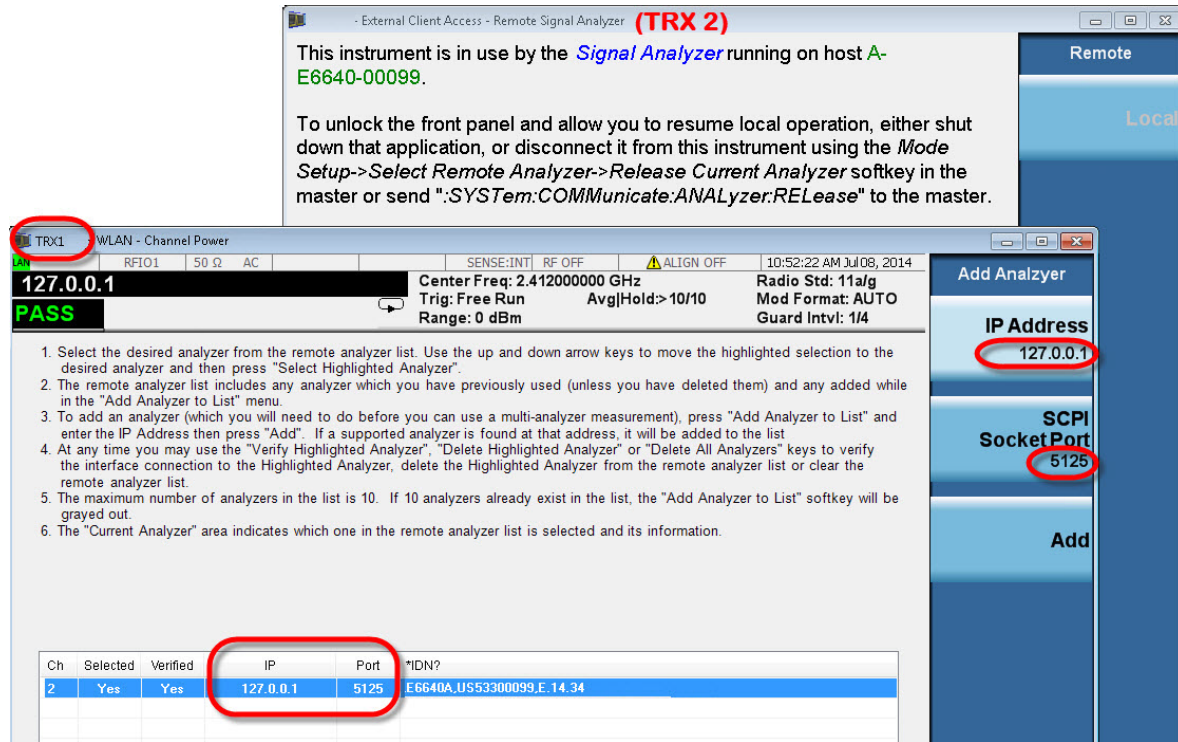 - External Client Access - Remote Signal Analyzer (TRX 2)
This instrument is in use by the Signal Analyzer running on host A-
E6640-00099.
To unlock the front panel and allow you to resume local operation, either shut
down that application, or disconnect it from this instrument using the Mode
Setup->Select Remote Analyzer->Release Current Analyzer softkey in
the master or send ":SYSTem:COMMunicate:ANALyzer:RELease" to the master.
Remote
Local
TRX1 - WLAN - Channel Power
LAN RFIO1 50 Ω AC SENSE:INT RF OFF ALIGN OFF 10:52:22 AM Jul 08, 2014
127.0.0.1
PASS
Center Freq: 2.412000000 GHz Radio Std: 11a/g
Trig: Free Run Avg|Hold:>10/10 Mod Format: AUTO
Range: 0 dBm Guard Intvl: 1/4
1. Select the desired analyzer from the remote analyzer list. Use the up and down arrow keys to move the highlighted selection to the
desired analyzer and then press "Select Highlighted Analyzer".
2. The remote analyzer list includes any analyzer which you have previously used (unless you have deleted them) and any added while
in the "Add Analyzer to List" menu.
3. To add an analyzer (which you will need to do before you can use a multi-analyzer measurement), press "Add Analyzer to List" and
enter the IP Address then press "Add". If a supported analyzer is found at that address, it will be added to the list
4. At any time you may use the "Verify Highlighted Analyzer", "Delete Highlighted Analyzer" or "Delete All Analyzers" keys to verify
the interface connection to the Highlighted Analyzer, delete the Highlighted Analyzer from the remote analyzer list or clear the
remote analyzer list.
5. The maximum number of analyzers in the list is 10. If 10 analyzers already exist in the list, the "Add Analyzer to List" softkey will be
grayed out.
6. The "Current Analyzer" area indicates which one in the remote analyzer list is selected and its information.
Ch Selected Verified IP Port *IDN?
2 Yes Yes 127.0.0.1 5125 E6640A,US53300099,E.14.34
Add Analzyer
IP Address
127.0.0.1
SCPI
Socket Port
5125
Add